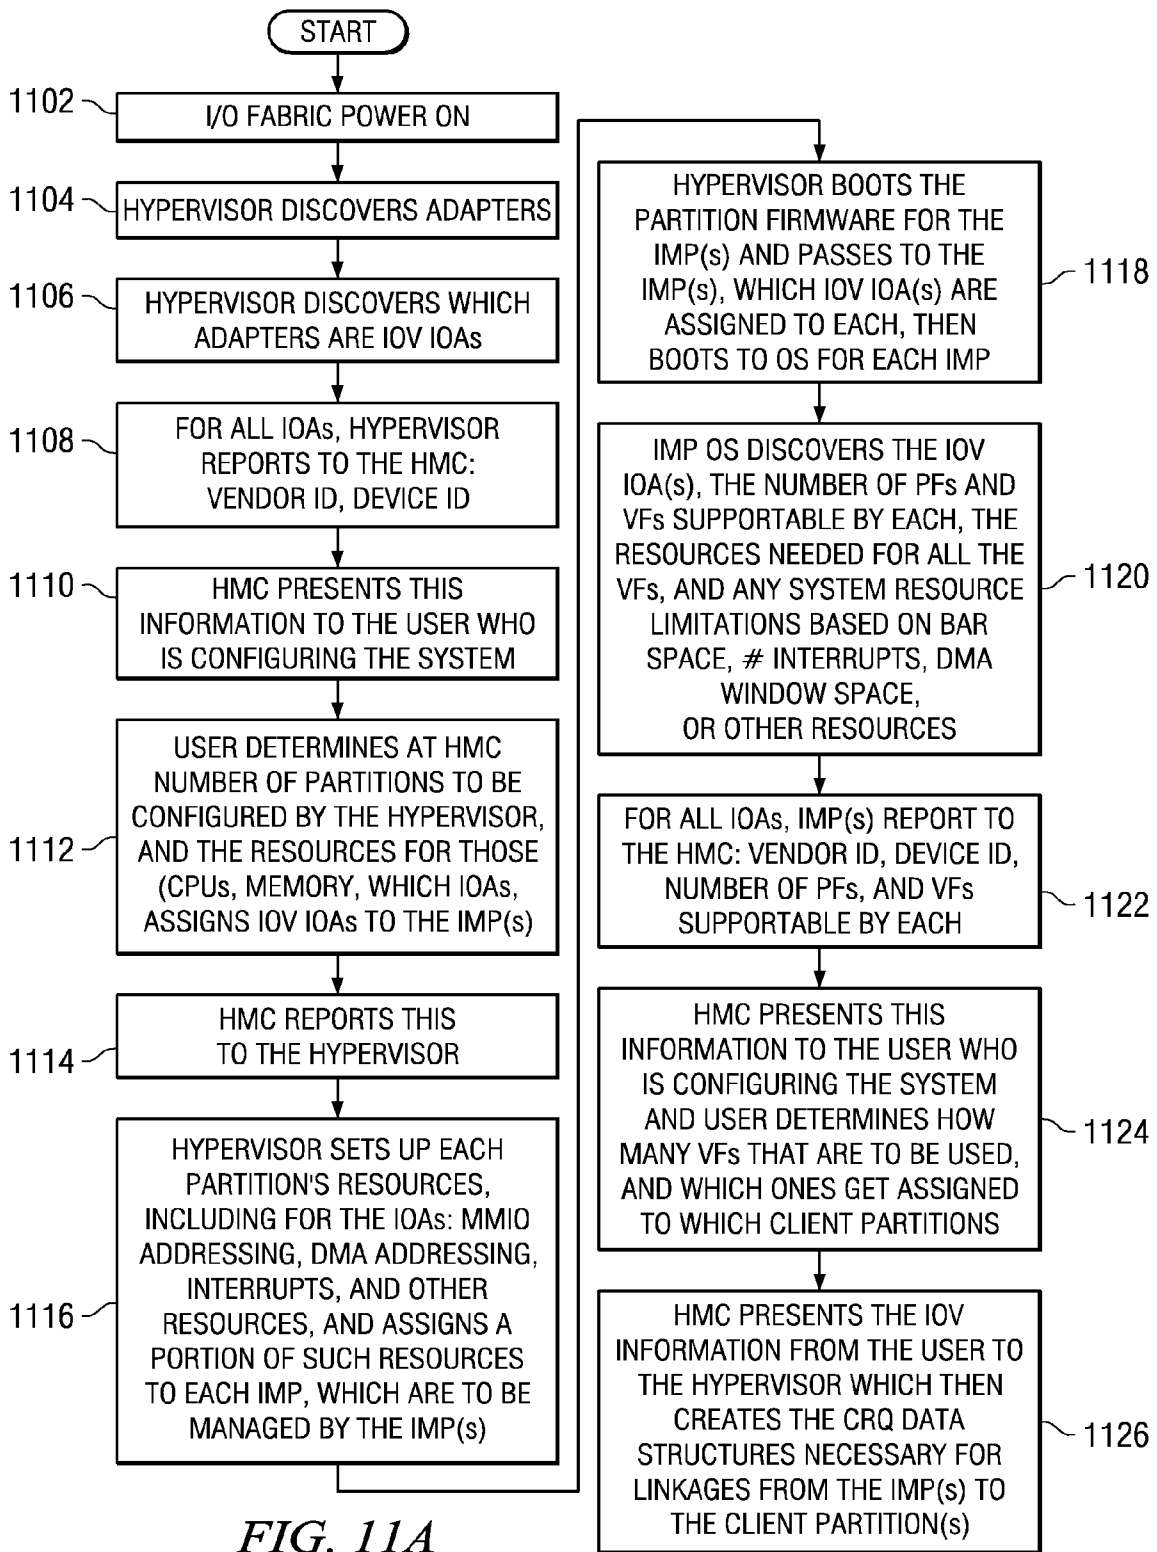 START
1102
I/O FABRIC POWER ON
1104
HYPERVISOR DISCOVERS ADAPTERS
1106
HYPERVISOR DISCOVERS WHICH
ADAPTERS ARE IOV IOAs
1108
FOR ALL IOAs, HYPERVISOR
REPORTS TO THE HMC:
VENDOR ID, DEVICE ID
1110
HMC PRESENTS THIS
INFORMATION TO THE USER WHO
IS CONFIGURING THE SYSTEM
1112
USER DETERMINES AT HMC
NUMBER OF PARTITIONS TO BE
CONFIGURED BY THE HYPERVISOR,
AND THE RESOURCES FOR THOSE
(CPUs, MEMORY, WHICH IOAs,
ASSIGNS IOV IOAs TO THE IMP(s)
1114
HMC REPORTS THIS
TO THE HYPERVISOR
1116
HYPERVISOR SETS UP EACH
PARTITION'S RESOURCES,
INCLUDING FOR THE IOAs: MMIO
ADDRESSING, DMA ADDRESSING,
INTERRUPTS, AND OTHER
RESOURCES, AND ASSIGNS A
PORTION OF SUCH RESOURCES
TO EACH IMP, WHICH ARE TO BE
MANAGED BY THE IMP(s)
HYPERVISOR BOOTS THE
PARTITION FIRMWARE FOR THE
IMP(s) AND PASSES TO THE
IMP(s), WHICH IOV IOA(s) ARE
ASSIGNED TO EACH, THEN
BOOTS TO OS FOR EACH IMP
1118
IMP OS DISCOVERS THE IOV
IOA(s), THE NUMBER OF PFs AND
VFs SUPPORTABLE BY EACH, THE
RESOURCES NEEDED FOR ALL THE
VFs, AND ANY SYSTEM RESOURCE
LIMITATIONS BASED ON BAR
SPACE, # INTERRUPTS, DMA
WINDOW SPACE,
OR OTHER RESOURCES
1120
FOR ALL IOAs, IMP(s) REPORT TO
THE HMC: VENDOR ID, DEVICE ID,
NUMBER OF PFs, AND VFs
SUPPORTABLE BY EACH
1122
HMC PRESENTS THIS
INFORMATION TO THE USER WHO
IS CONFIGURING THE SYSTEM
AND USER DETERMINES HOW
MANY VFs THAT ARE TO BE USED,
AND WHICH ONES GET ASSIGNED
TO WHICH CLIENT PARTITIONS
1124
HMC PRESENTS THE IOV
INFORMATION FROM THE USER TO
THE HYPERVISOR WHICH THEN
CREATES THE CRQ DATA
STRUCTURES NECESSARY FOR
LINKAGES FROM THE IMP(s) TO
THE CLIENT PARTITION(s)
1126
FIG. 11A